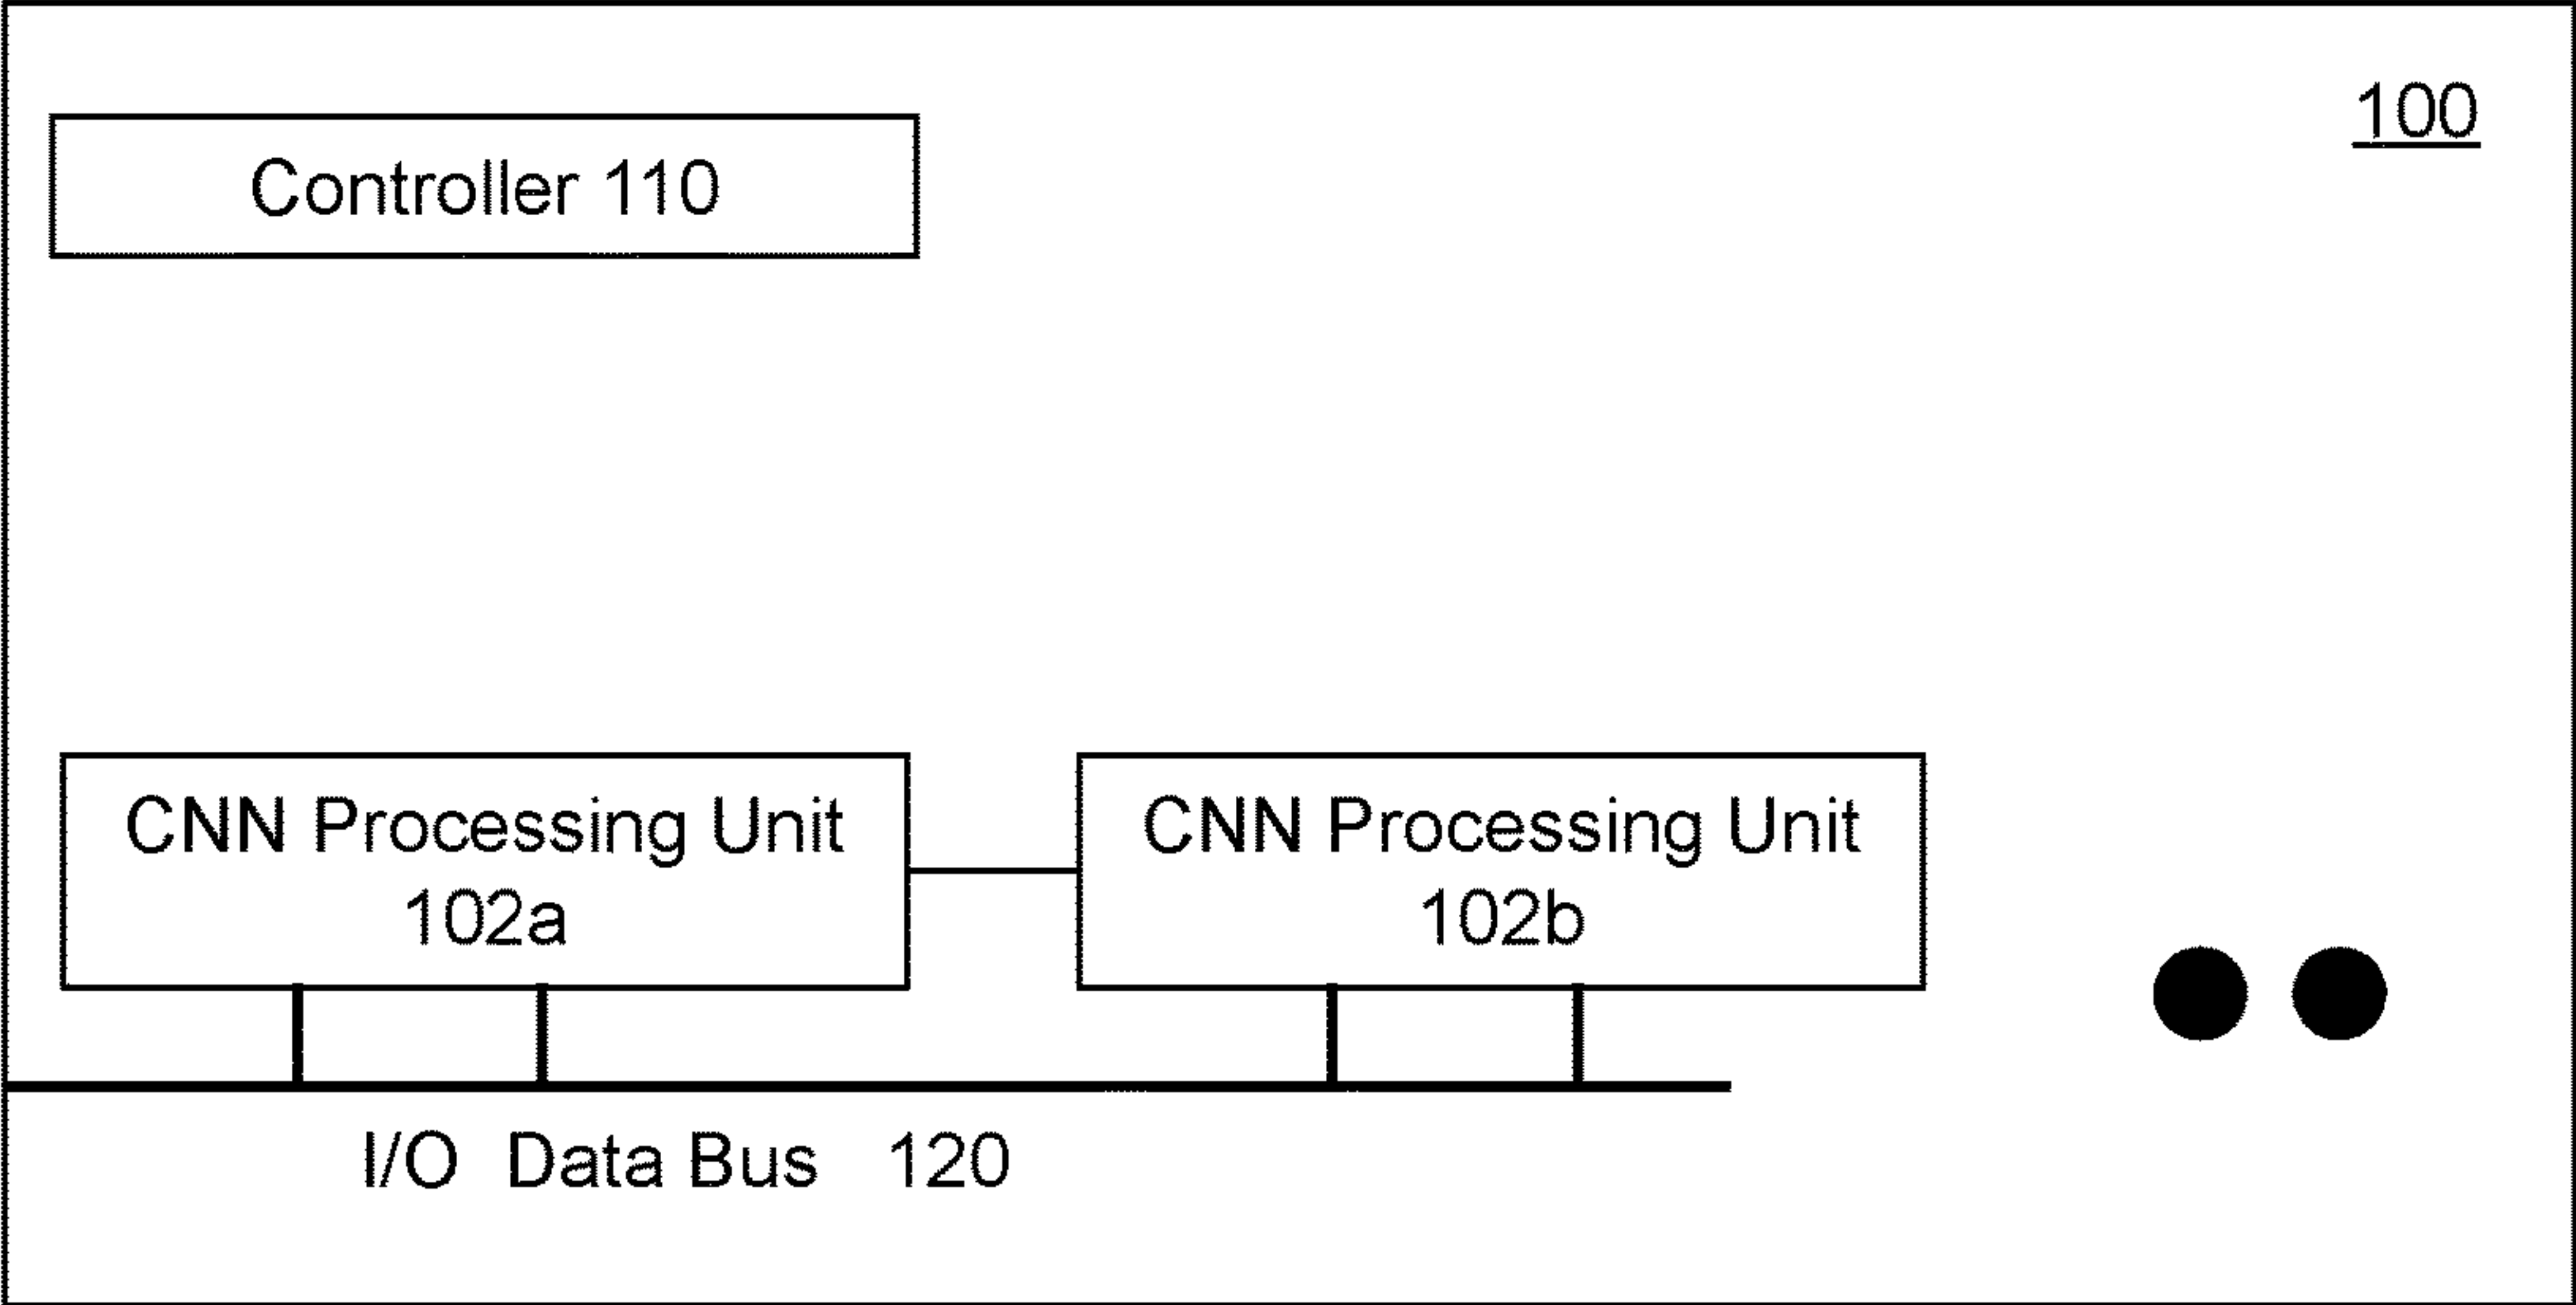 100
Controller 110
CNN Processing Unit
102a
CNN Processing Unit
102b
I/O Data Bus 120